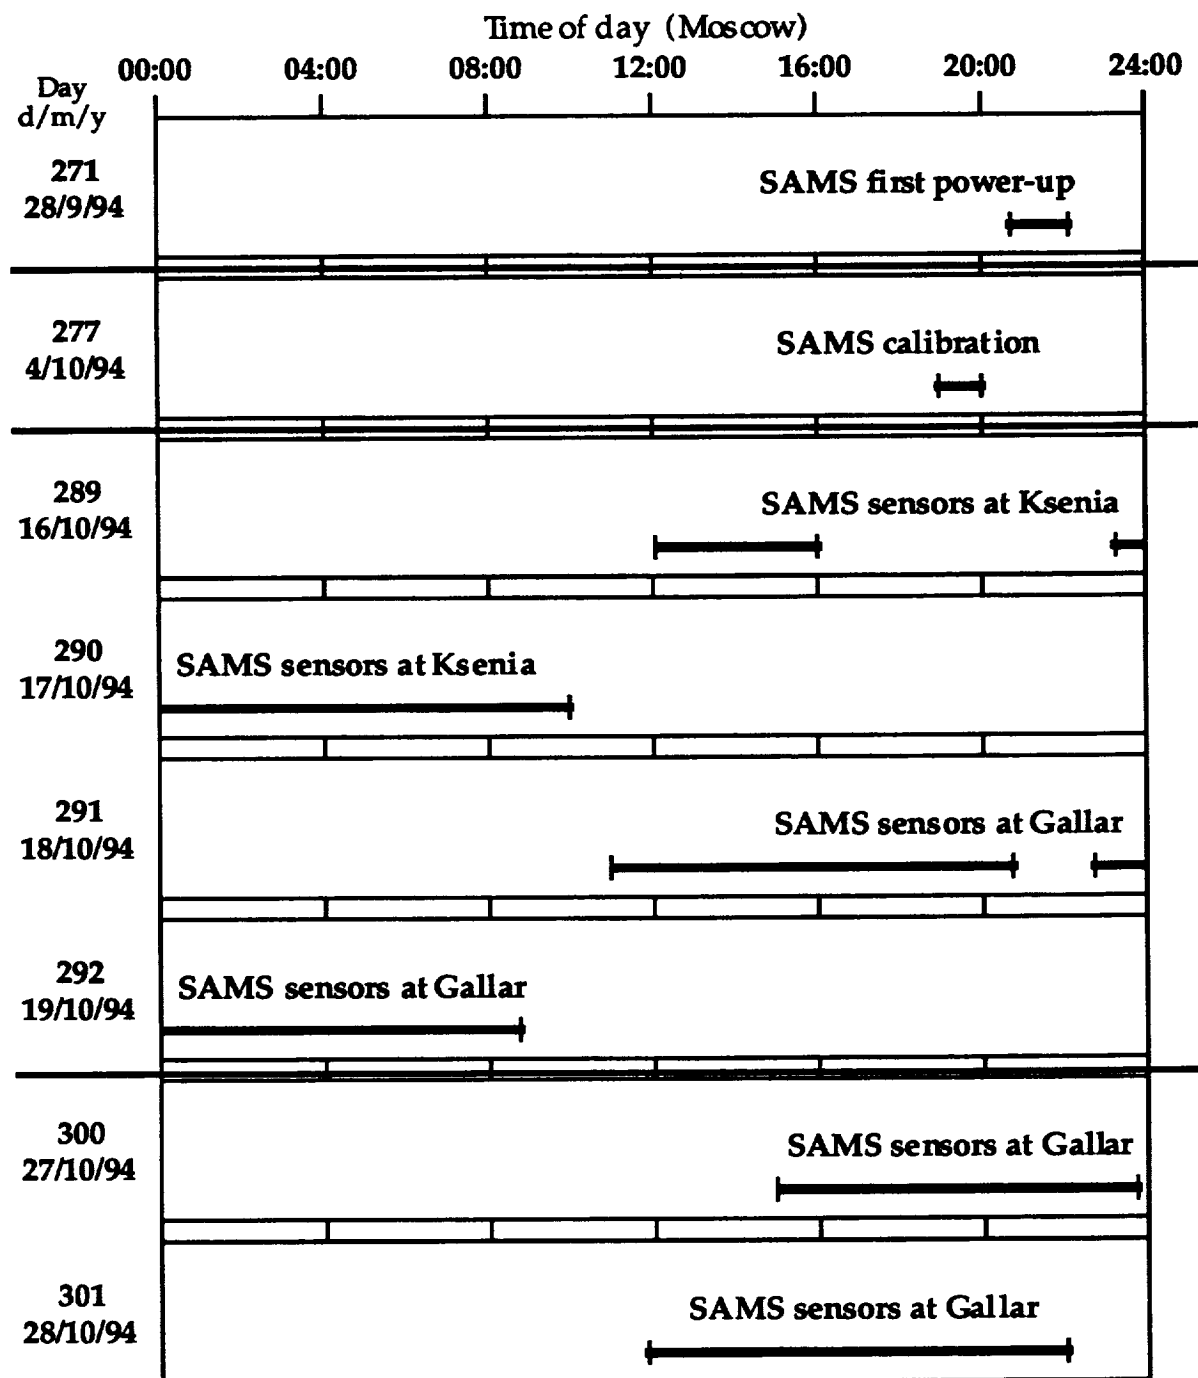 Time of day (Moscow)
00:00 04:00 08:00 12:00 16:00 20:00 24:00
Day
d/m/y
271
28/9/94
SAMS first power-up
277
4/10/94
SAMS calibration
289
16/10/94
SAMS sensors at Ksenia
290
17/10/94
SAMS sensors at Ksenia
291
18/10/94
SAMS sensors at Gallar
292
19/10/94
SAMS sensors at Gallar
300
27/10/94
SAMS sensors at Gallar
301
28/10/94
SAMS sensors at Gallar